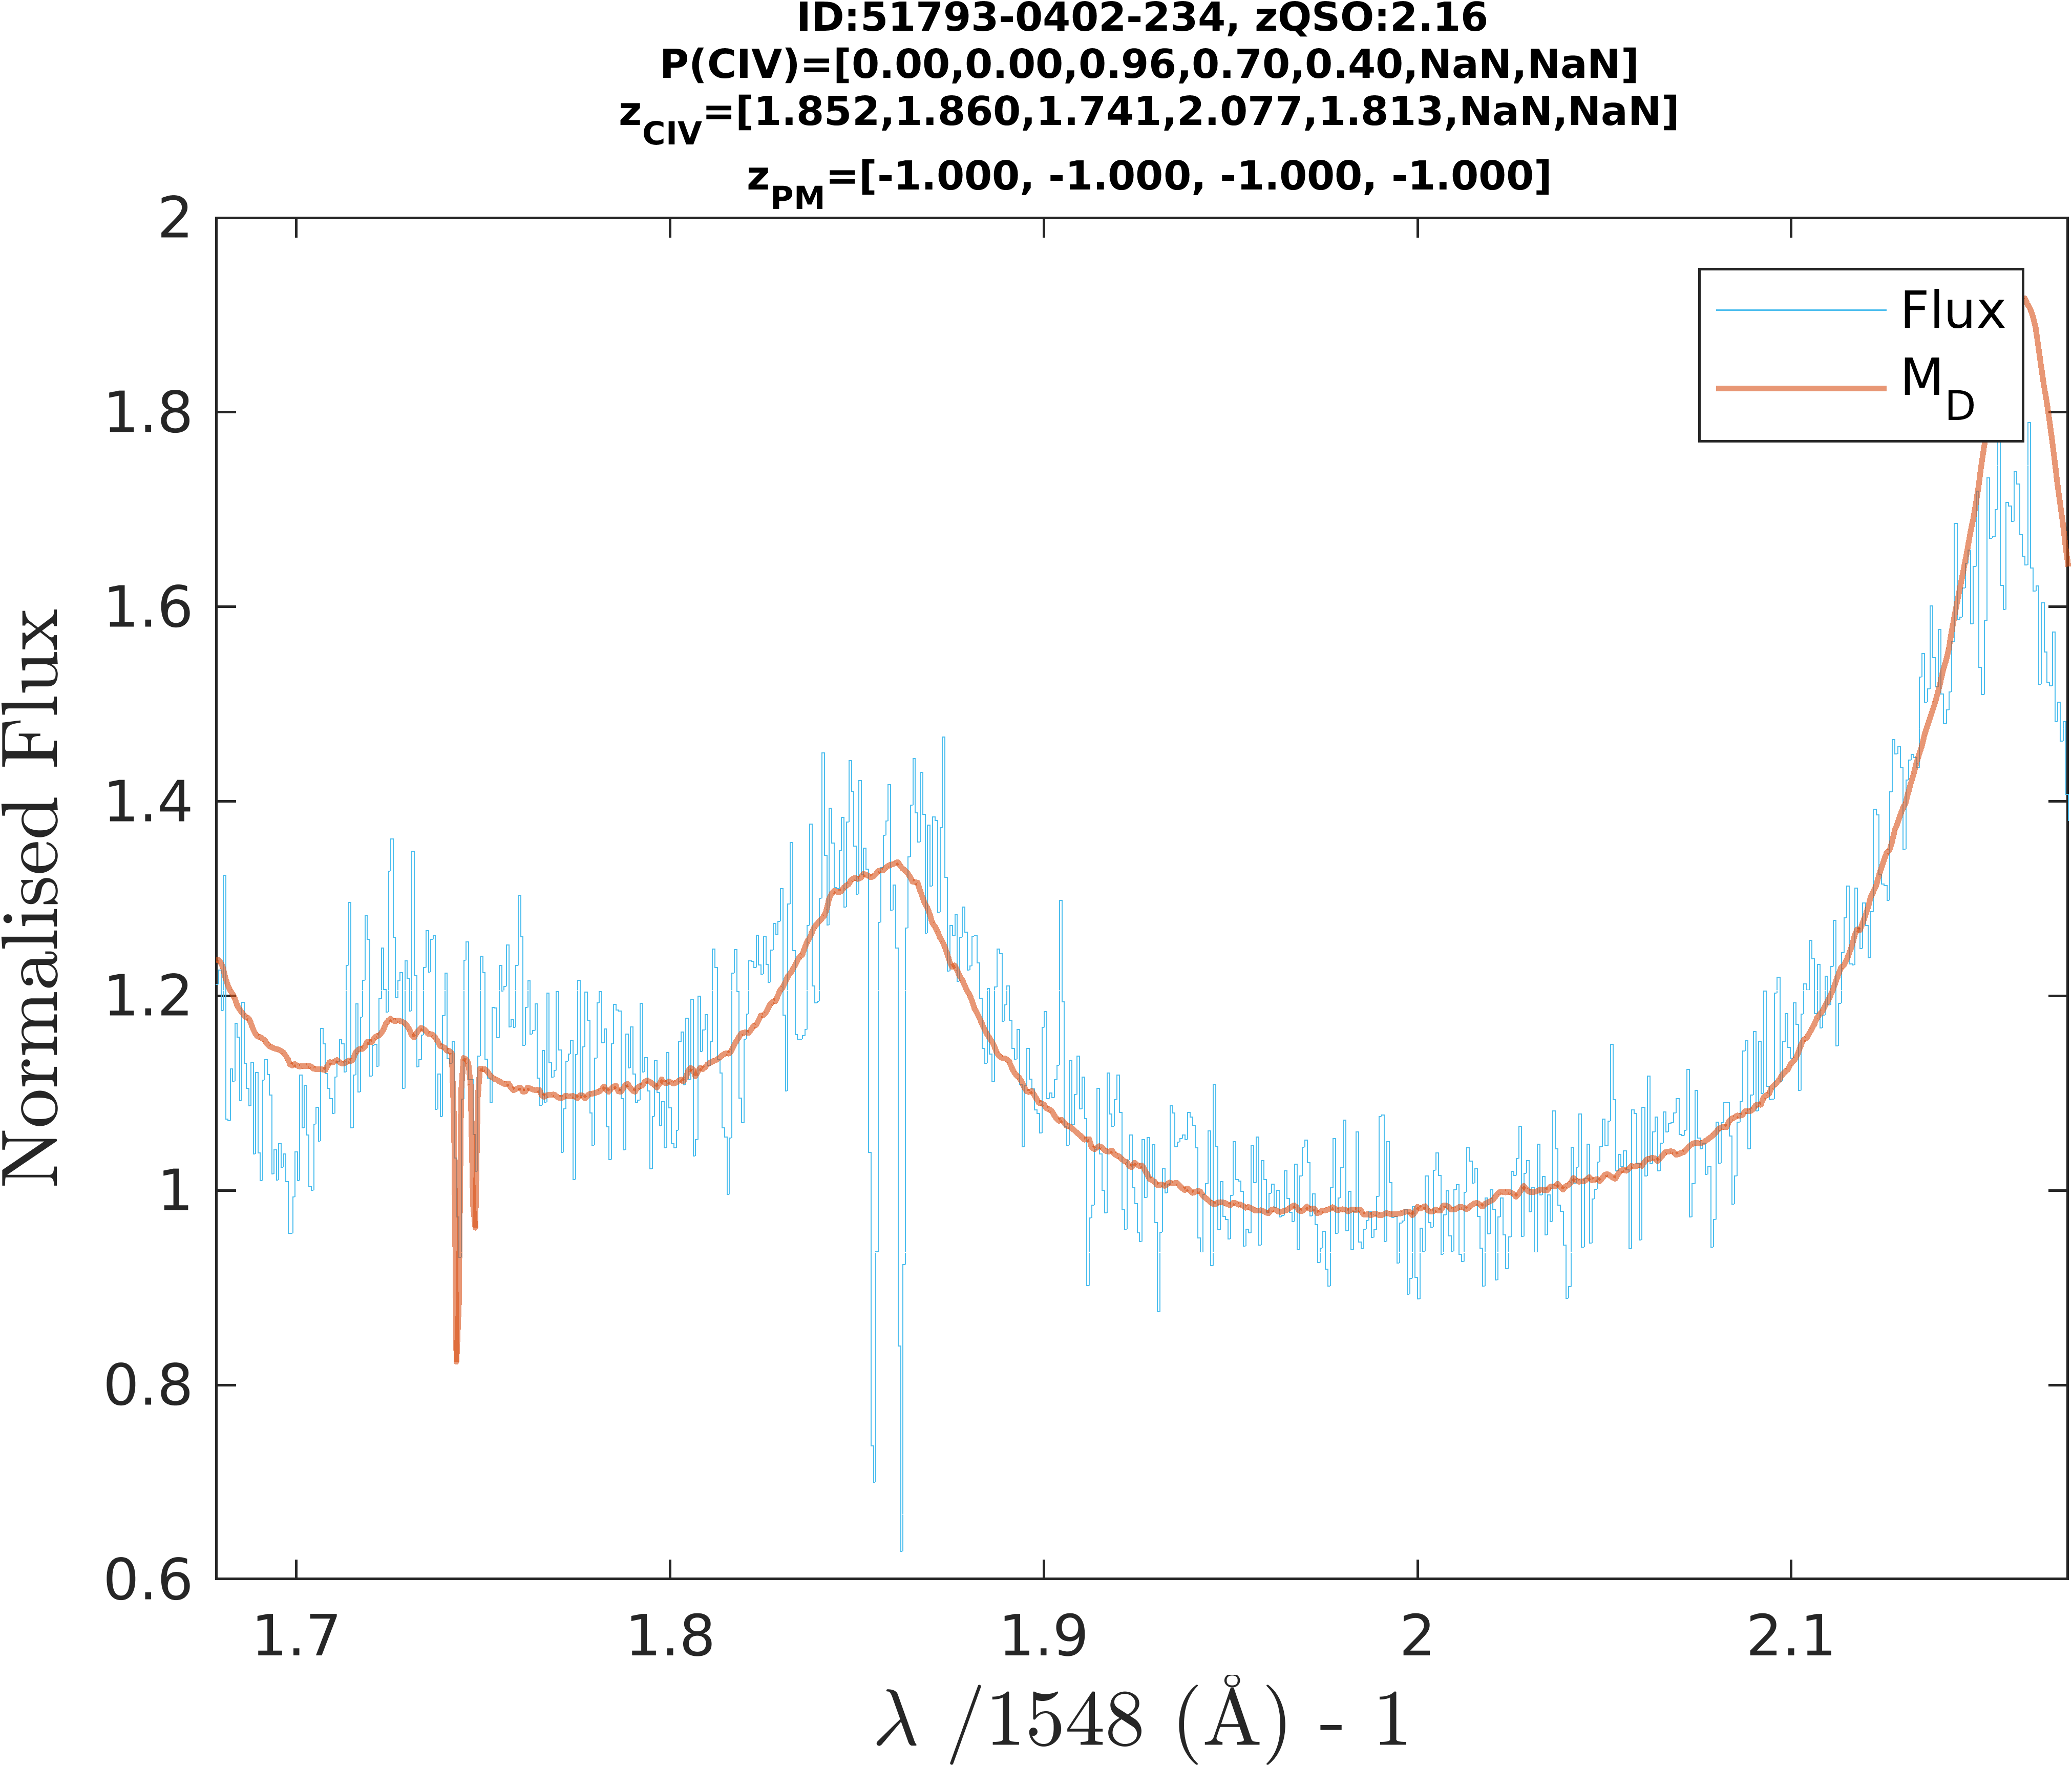 ID:51793-0402-234, zQSO:2.16
P(CIV)=[0.00,0.00,0.96,0.70,0.40,NaN,NaN]
zCIV=[1.852,1.860,1.741,2.077,1.813,NaN,NaN]
zPM=[-1.000, -1.000, -1.000, -1.000]
Flux
MD
2
1.8
1.6
1.4
1.2
1
0.8
0.6
Normalised Flux
1.7
1.8
1.9
2
2.1
λ /1548 (Å) - 1